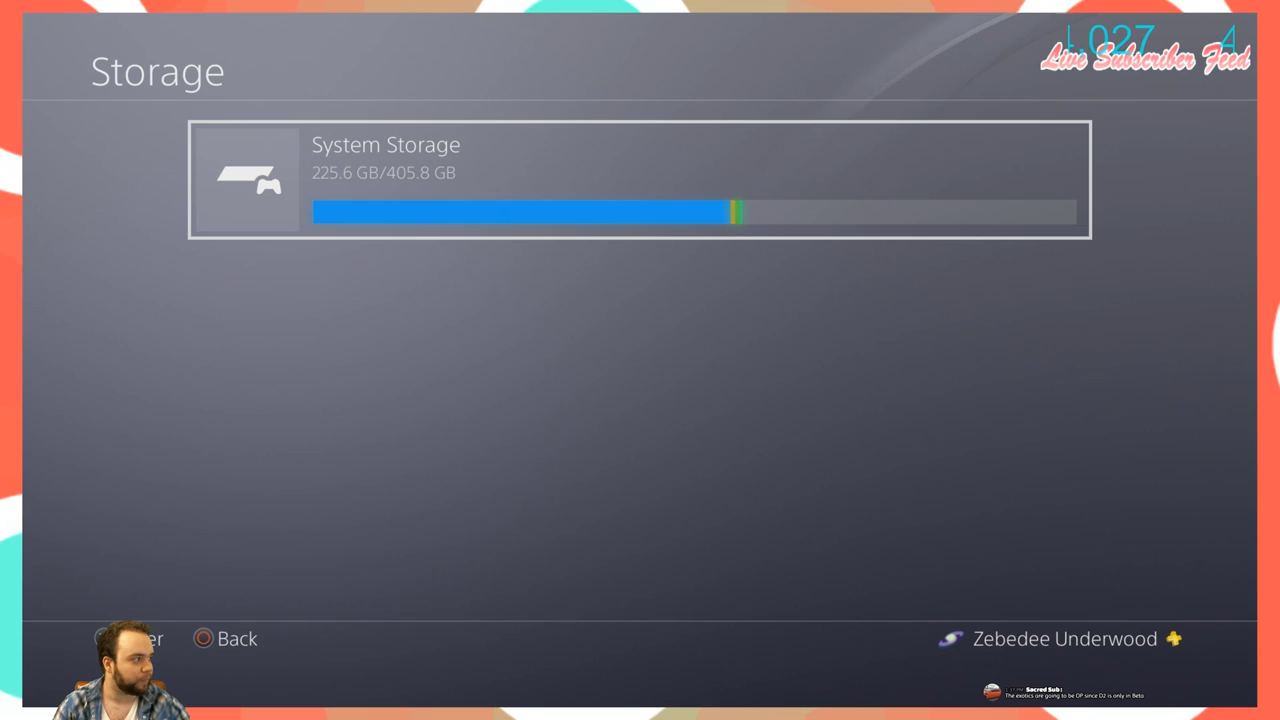 Storage
Live Subscriber Feed
System Storage
225.6 GB/405.8 GB
Back
Zebedee Underwood
Sacred Sub:
The exotics are going to be OP since D2 is only in Beta